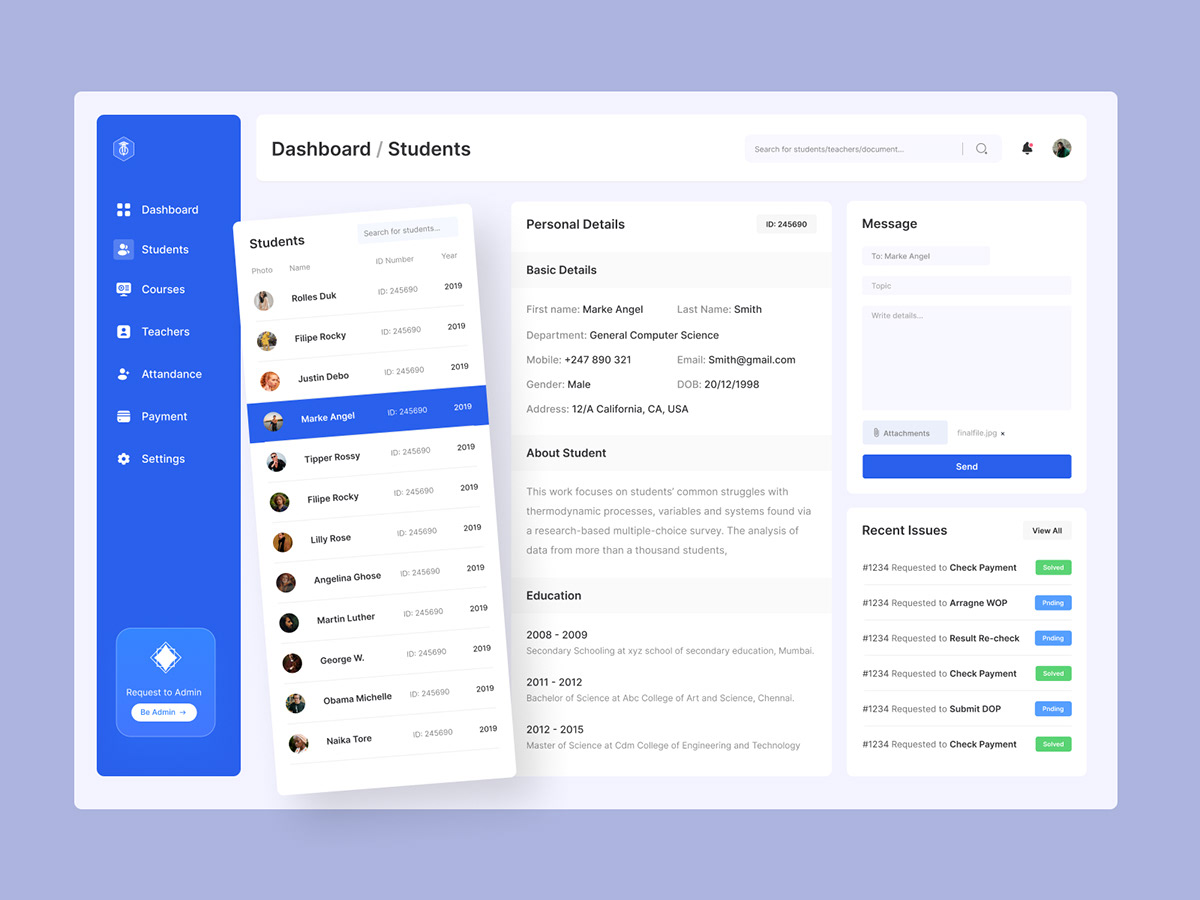 Dashboard / Students
Search for students/teachers/document...
Dashboard
Students
Courses
Teachers
Attandance
Payment
Settings
Request to Admin
Be Admin →
Students
Search for students...
Photo Name ID Number Year
Rolles Duk ID: 245690 2019
Filipe Rocky ID: 245690 2019
Justin Debo ID: 245690 2019
Marke Angel ID: 245690 2019
Tipper Rossy ID: 245690 2019
Filipe Rocky ID: 245690 2019
Lilly Rose ID: 245690 2019
Angelina Ghose ID: 245690 2019
Martin Luther ID: 245690 2019
George W. ID: 245690 2019
Obama Michelle ID: 245690 2019
Naika Tore ID: 245690 2019
Personal Details ID: 245690
Basic Details
First name: Marke Angel Last Name: Smith
Department: General Computer Science
Mobile: +247 890 321 Email: Smith@gmail.com
Gender: Male DOB: 20/12/1998
Address: 12/A California, CA, USA
About Student
This work focuses on students' common struggles with
thermodynamic processes, variables and systems found via
a research-based multiple-choice survey. The analysis of
data from more than a thousand students,
Education
2008 - 2009
Secondary Schooling at xyz school of secondary education, Mumbai.
2011 - 2012
Bachelor of Science at Abc College of Art and Science, Chennai.
2012 - 2015
Master of Science at Cdm College of Engineering and Technology
Message
To: Marke Angel
Topic
Write details...
Attachments finalfile.jpg ×
Send
Recent Issues View All
#1234 Requested to Check Payment Solved
#1234 Requested to Arragne WOP Pnding
#1234 Requested to Result Re-check Pnding
#1234 Requested to Check Payment Solved
#1234 Requested to Submit DOP Pnding
#1234 Requested to Check Payment Solved